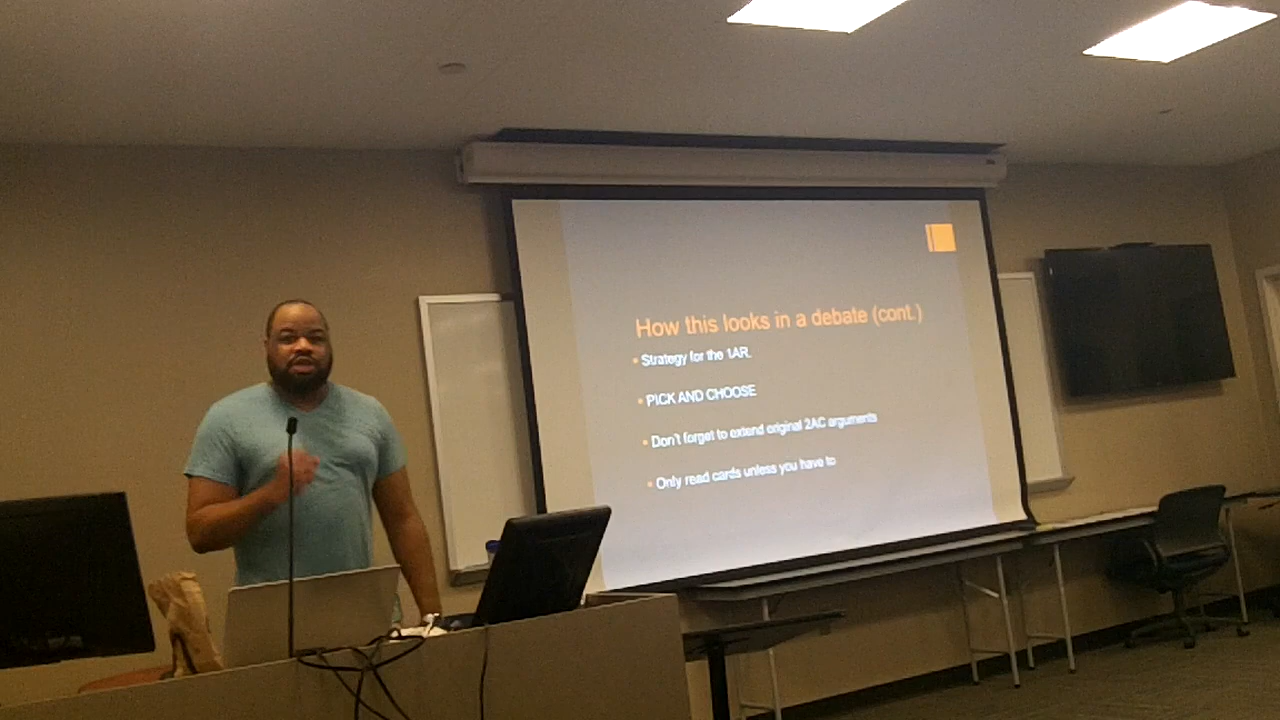 How this looks in a debate (cont.)
Strategy for the 1AR.
PICK AND CHOOSE
Don't forget to extend original 2AC arguments
Only read cards unless you have to